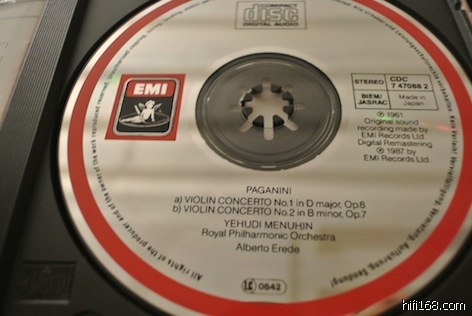 COMPACT
disc
DIGITAL AUDIO
EMI
STEREO
CDC
7 47088 2
BIEM/
JASRAC
Made in
Japan
℗ 1961
Original sound
recording made by
EMI Records Ltd.
Digital Remastering
℗ 1987 by
EMI Records Ltd.
PAGANINI
a) VIOLIN CONCERTO No.1 in D major, Op.6
b) VIOLIN CONCERTO No.2 in B minor, Op.7
YEHUDI MENUHIN
Royal Philharmonic Orchestra
Alberto Erede
LC 0542
All rights of the producer and of the owner of the work reproduced reserved.
hifi168.com